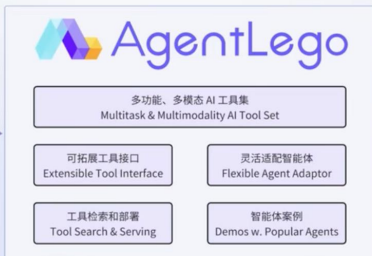 AgentLego
多功能、多模态 AI 工具集
Multitask & Multimodality AI Tool Set
可拓展工具接口
Extensible Tool Interface
灵活适配智能体
Flexible Agent Adaptor
工具检索和部署
Tool Search & Serving
智能体案例
Demos w. Popular Agents